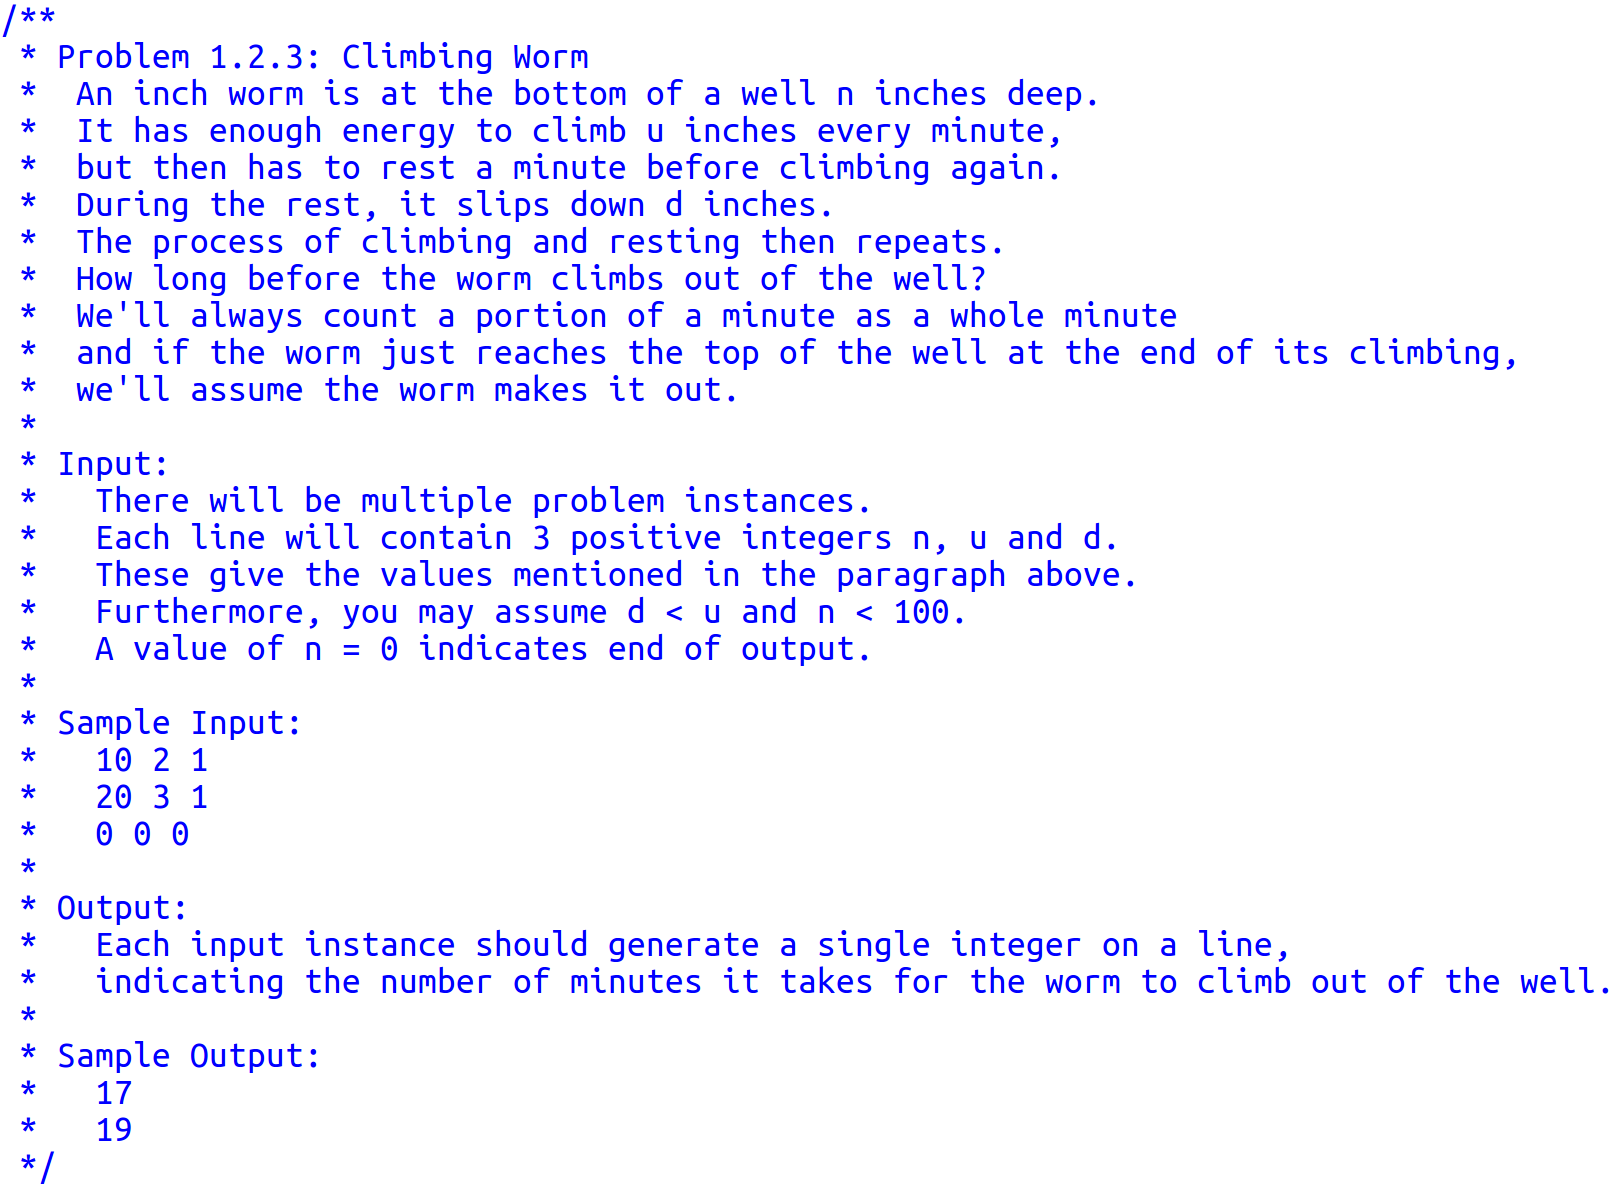 /**
 * Problem 1.2.3: Climbing Worm
 *  An inch worm is at the bottom of a well n inches deep.
 *  It has enough energy to climb u inches every minute,
 *  but then has to rest a minute before climbing again.
 *  During the rest, it slips down d inches.
 *  The process of climbing and resting then repeats.
 *  How long before the worm climbs out of the well?
 *  We'll always count a portion of a minute as a whole minute
 *  and if the worm just reaches the top of the well at the end of its climbing,
 *  we'll assume the worm makes it out.
 *
 * Input:
 *   There will be multiple problem instances.
 *   Each line will contain 3 positive integers n, u and d.
 *   These give the values mentioned in the paragraph above.
 *   Furthermore, you may assume d < u and n < 100.
 *   A value of n = 0 indicates end of output.
 *
 * Sample Input:
 *   10 2 1
 *   20 3 1
 *   0 0 0
 *
 * Output:
 *   Each input instance should generate a single integer on a line,
 *   indicating the number of minutes it takes for the worm to climb out of the well.
 *
 * Sample Output:
 *   17
 *   19
 */